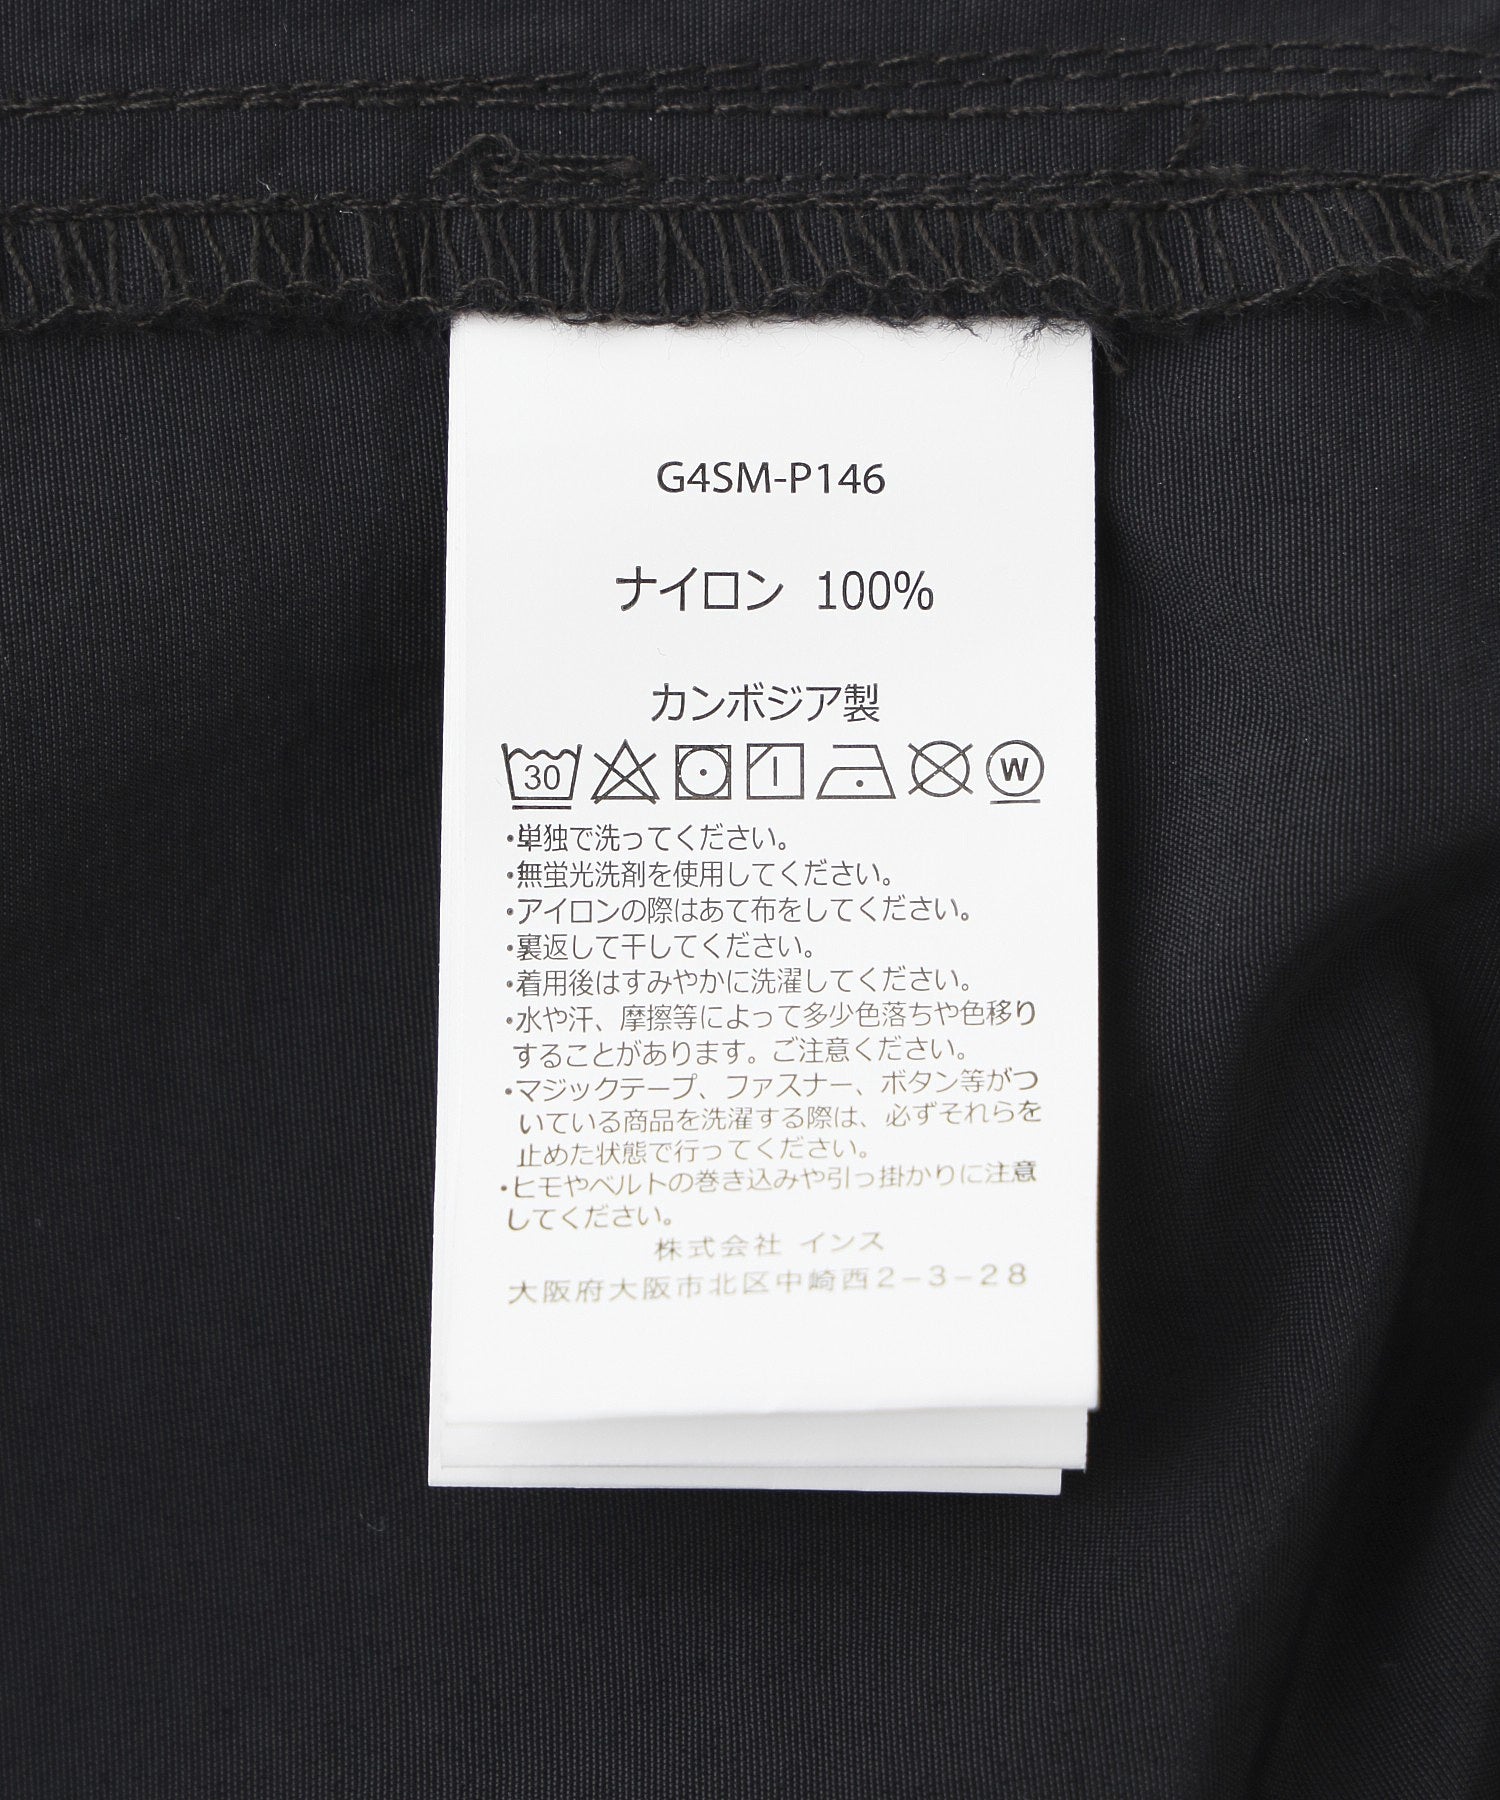 G4SM-P146
ナイロン 100%
カンボジア製
30 W
・単独で洗ってください。
・無蛍光洗剤を使用してください。
・アイロンの際はあて布をしてください。
・裏返して干してください。
・着用後はすみやかに洗濯してください。
・水や汗、摩擦等によって多少色落ちや色移り
することがあります。ご注意ください。
・マジックテープ、ファスナー、ボタン等がつ
いている商品を洗濯する際は、必ずそれらを
止めた状態で行ってください。
・ヒモやベルトの巻き込みや引っ掛かりに注意
してください。
株式会社 インス
大阪府大阪市北区中崎西2-3-28